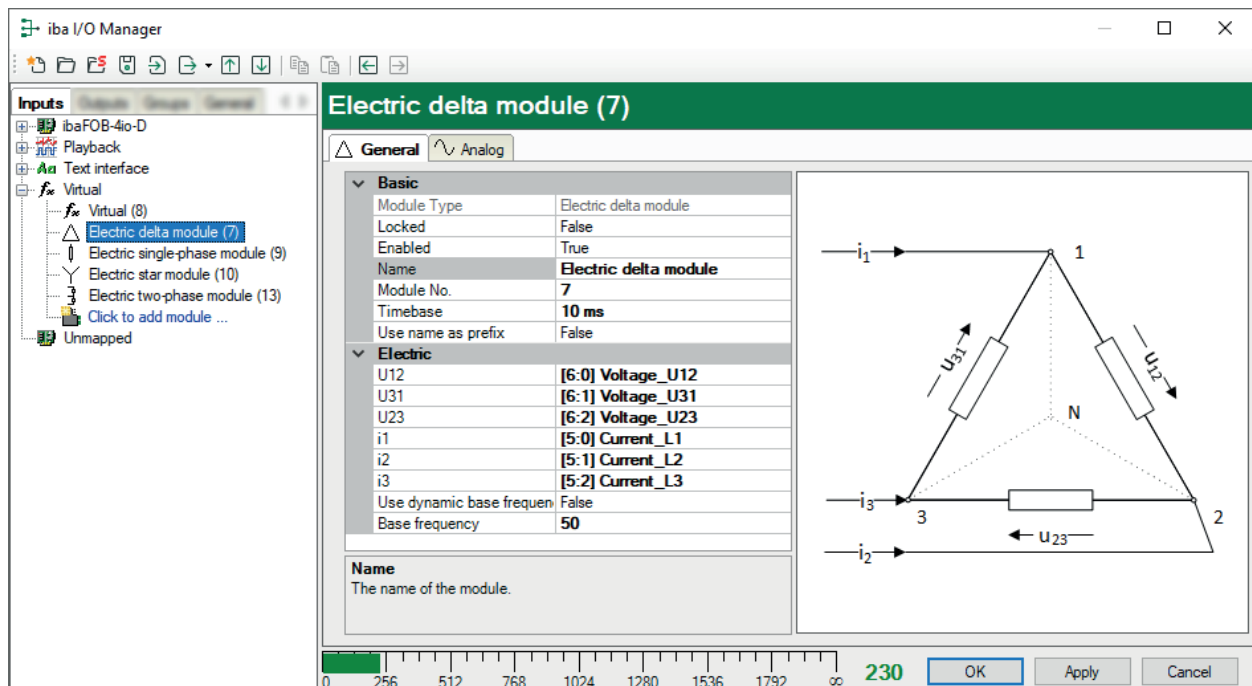 iba I/O Manager
Inputs
Electric delta module (7)
ibaFOB-4io-D
Playback
Text interface
Virtual
Virtual (8)
Electric delta module (7)
Electric single-phase module (9)
Electric star module (10)
Electric two-phase module (13)
Click to add module ...
Unmapped
General Analog
Basic
Module Type Electric delta module
Locked False
Enabled True
Name Electric delta module
Module No. 7
Timebase 10 ms
Use name as prefix False
Electric
U12 [6:0] Voltage_U12
U31 [6:1] Voltage_U31
U23 [6:2] Voltage_U23
i1 [5:0] Current_L1
i2 [5:1] Current_L2
i3 [5:2] Current_L3
Use dynamic base frequen False
Base frequency 50
Name
The name of the module.
i1 1
u31 u12
N
i3 3 2
u23
i2
0 256 512 768 1024 1280 1536 1792 ∞
230 OK Apply Cancel